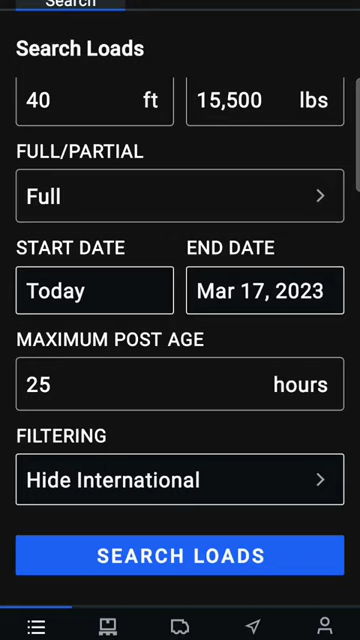 Search
Search Loads
40 ft 15,500 lbs
FULL/PARTIAL
Full
START DATE END DATE
Today Mar 17, 2023
MAXIMUM POST AGE
25 hours
FILTERING
Hide International
SEARCH LOADS